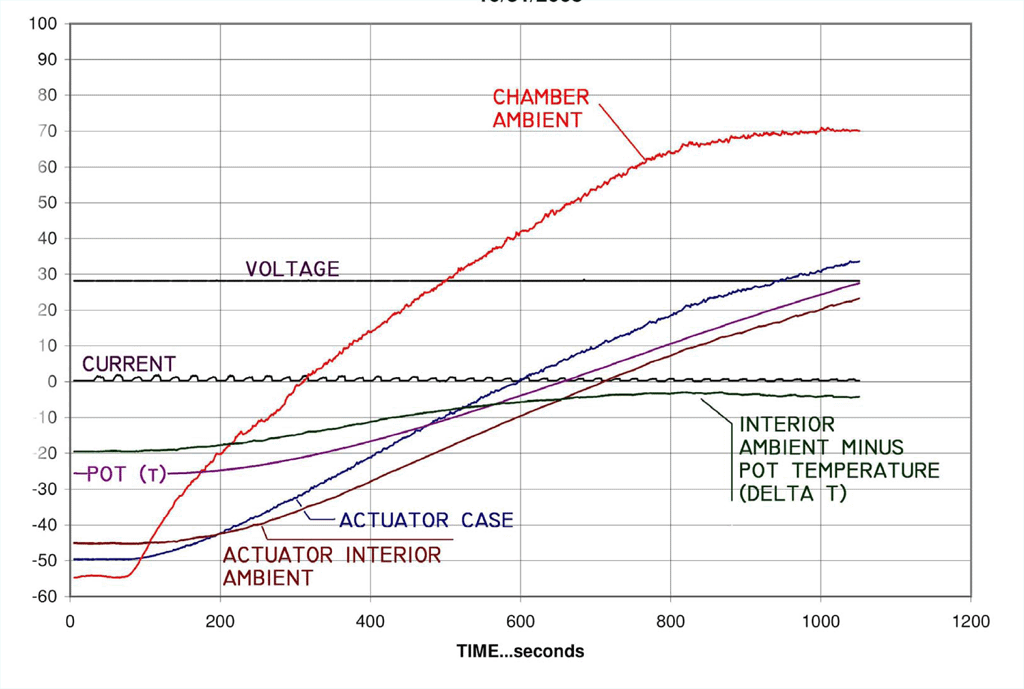 100
90
80
70
60
50
40
30
20
10
0
-10
-20
-30
-40
-50
-60
CHAMBER
AMBIENT
VOLTAGE
CURRENT
POT (T)
INTERIOR
AMBIENT MINUS
POT TEMPERATURE
(DELTA T)
ACTUATOR CASE
ACTUATOR INTERIOR
AMBIENT
0 200 400 600 800 1000 1200
TIME...seconds